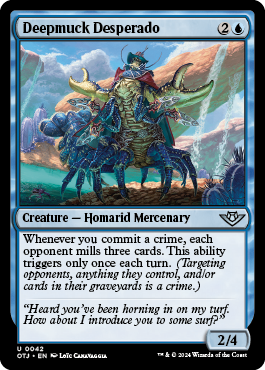 Deepmuck Desperado 2
Creature — Homarid Mercenary
Whenever you commit a crime, each
opponent mills three cards. This ability
triggers only once each turn. (Targeting
opponents, anything they control, and/or
cards in their graveyards is a crime.)
“Heard you’ve been horning in on my turf.
How about I introduce you to some surf?”
2/4
U 0042
OTJ • EN Loïc Canavaggia
™ & © 2024 Wizards of the Coast